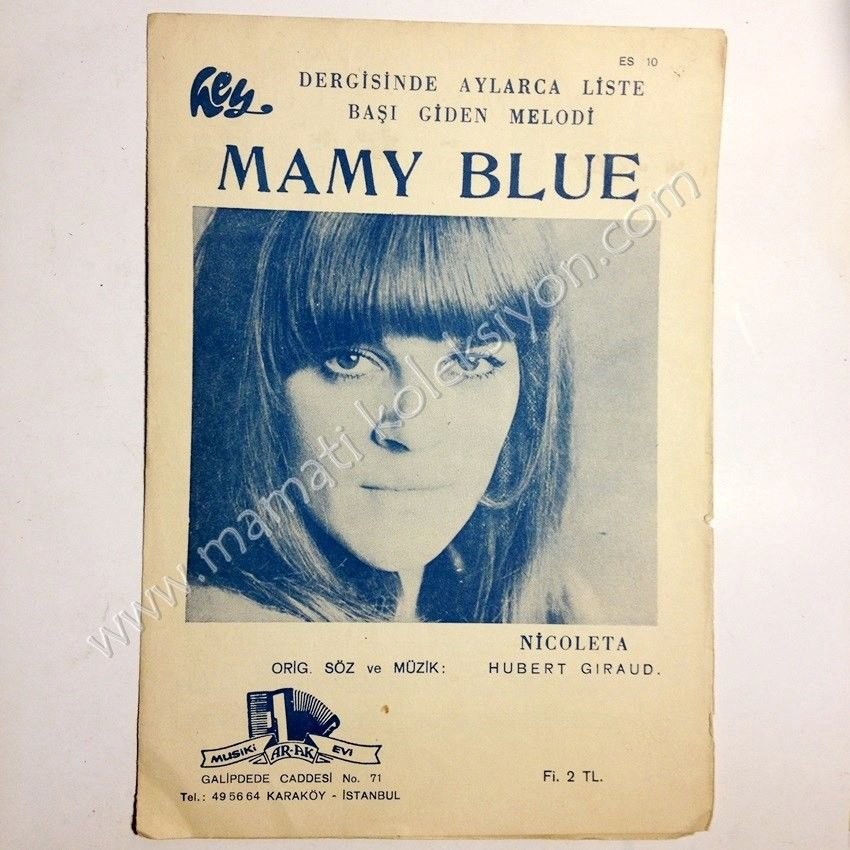 ES 10
hey.
DERGİSİNDE AYLARCA LİSTE
BAŞI GİDEN MELODİ
MAMY BLUE
www.mamati koleksiyon.com
NİCOLETA
ORİG. SÖZ ve MÜZİK: HUBERT GIRAUD.
MUSİKİ AR-AK EVİ
GALİPDEDE CADDESİ No. 71
Tel.: 49 56 64 KARAKÖY - İSTANBUL
Fi. 2 TL.